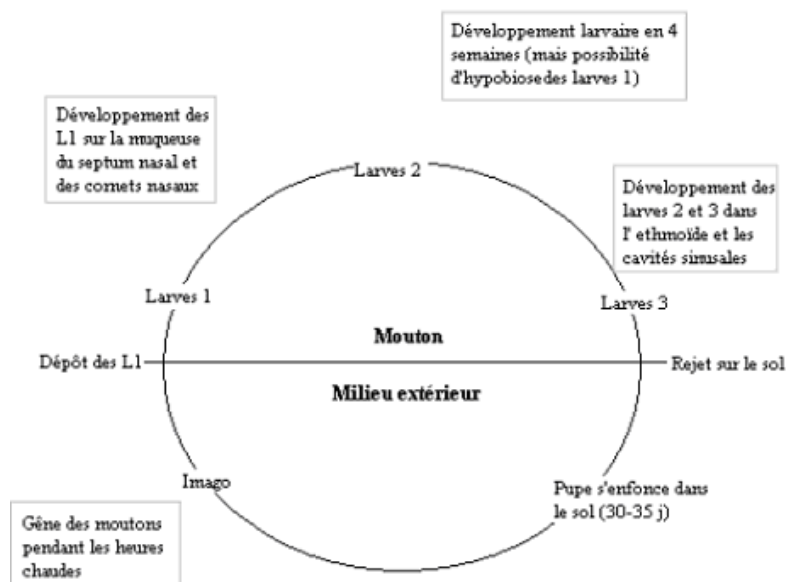 Développement larvaire en 4
semaines (mais possibilité
d'hypobiosedes larves 1)
Développement des
L1 sur la muqueuse
du septum nasal et
des cornets nasaux
Larves 2
Développement des
larves 2 et 3 dans
l' ethmoïde et les
cavités sinusales
Larves 1
Larves 3
Mouton
Dépôt des L1
Rejet sur le sol
Milieu extérieur
Imago
Pupe s'enfonce dans
le sol (30-35 j)
Gêne des moutons
pendant les heures
chaudes